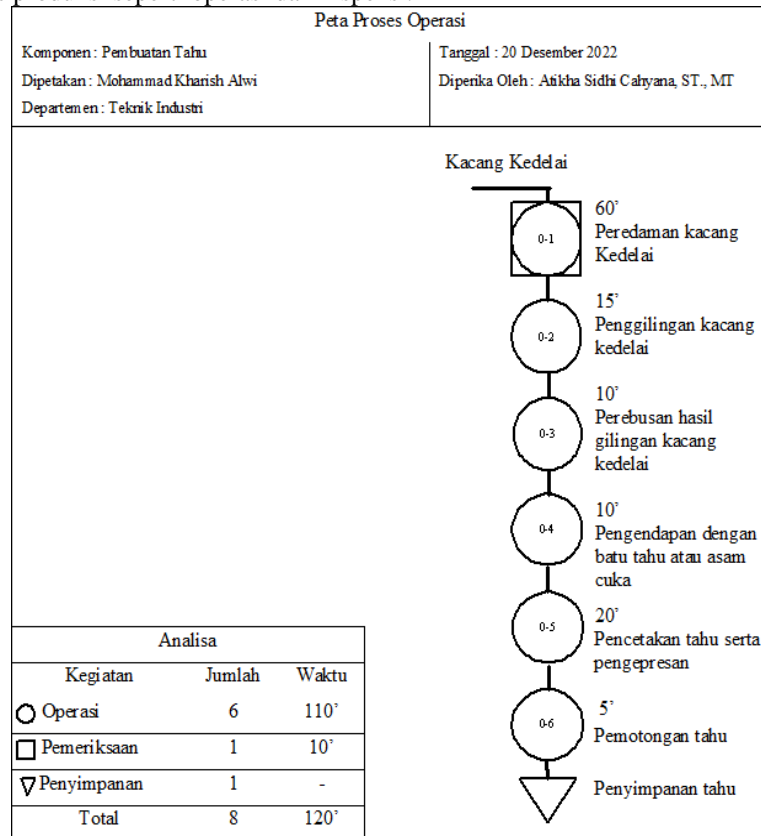 Peta Proses Operasi
Komponen : Pembuatan Tahu
Dipetakan : Mohammad Kharish Alwi
Departemen : Teknik Industri
Tanggal : 20 Desember 2022
Diperika Oleh : Atikha Sidhi Cahyana, ST., MT
Kacang Kedelai
0-1
60’
Peredaman kacang
Kedelai
0-2
15’
Penggilingan kacang
kedelai
0-3
10’
Perebusan hasil
gilingan kacang
kedelai
0-4
10’
Pengendapan dengan
batu tahu atau asam
cuka
0-5
20’
Pencetakan tahu serta
pengepresan
0-6
5’
Pemotongan tahu
Penyimpanan tahu
Analisa
Kegiatan Jumlah Waktu
Operasi 6 110’
Pemeriksaan 1 10’
Penyimpanan 1 -
Total 8 120’